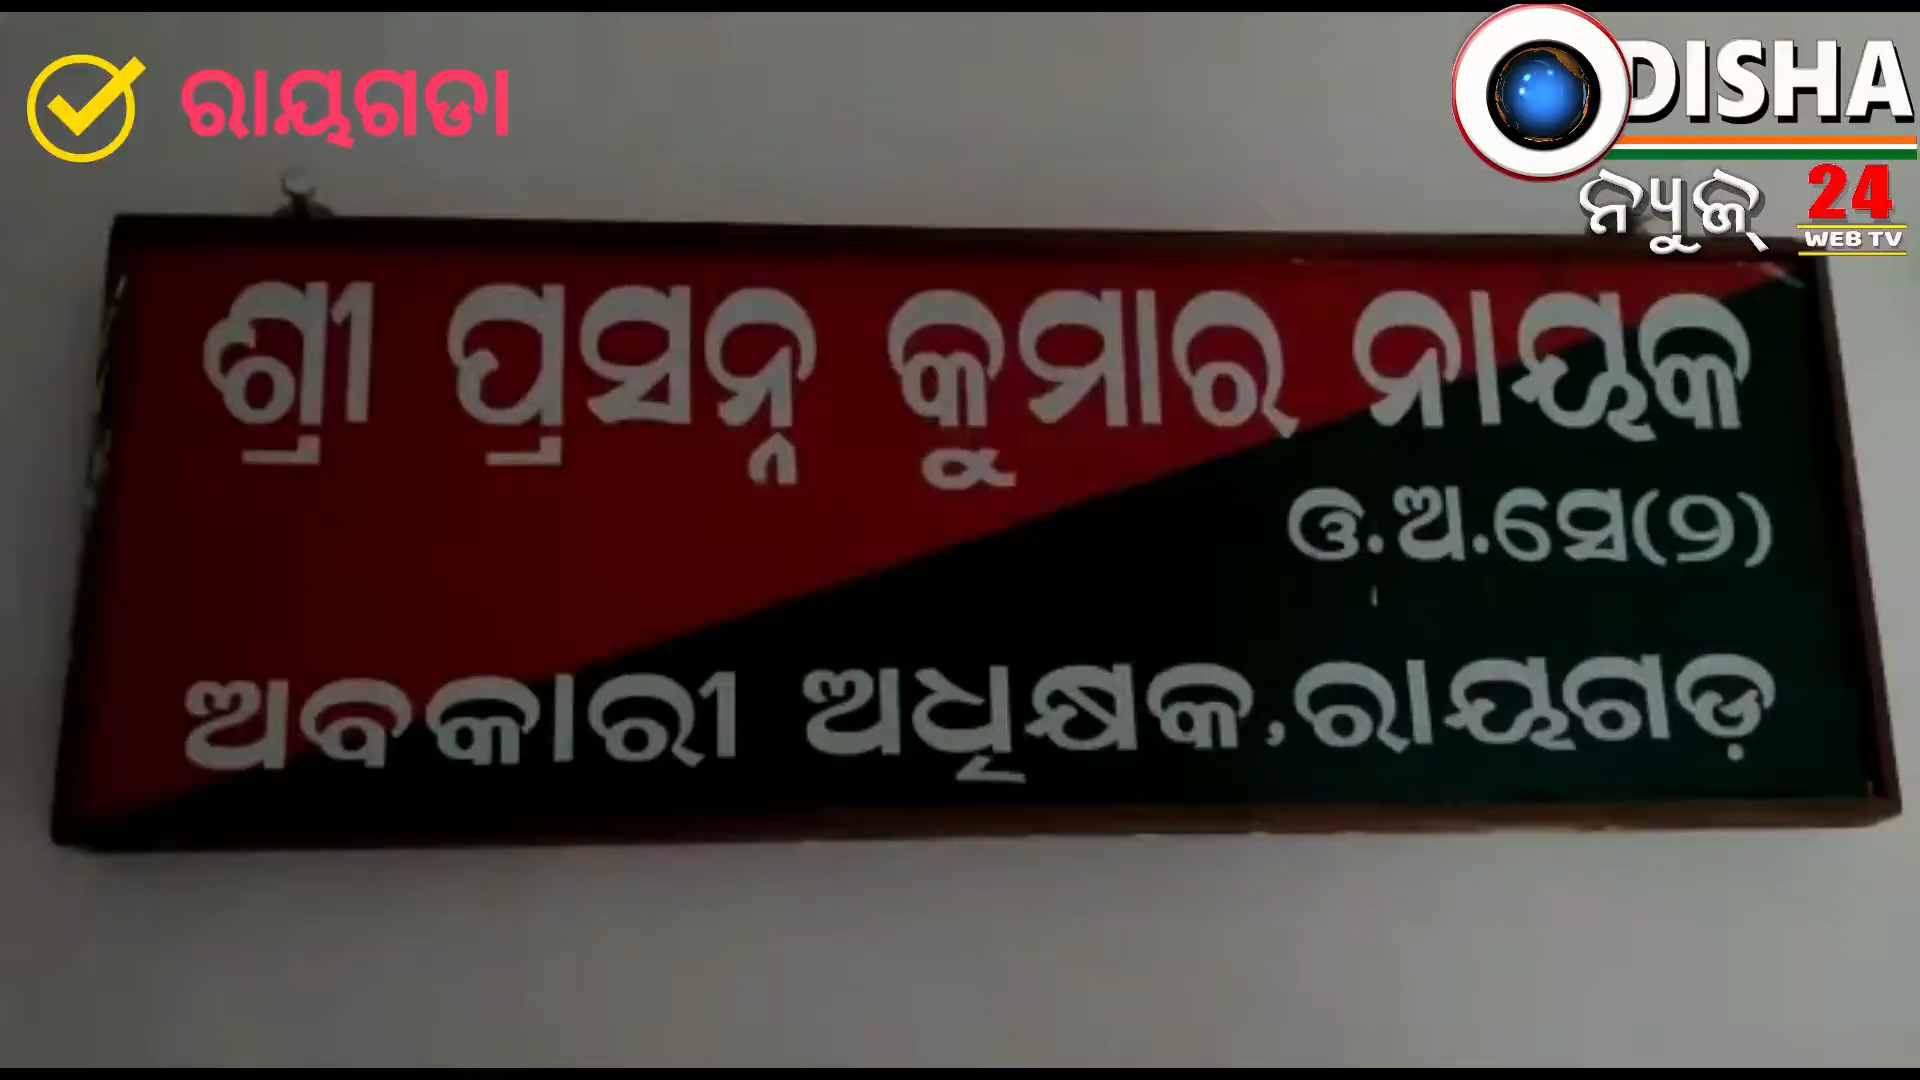 ରାୟଗଡା
ODISHA
ନ୍ୟୁଜ୍ 24
WEB TV
ଶ୍ରୀ ପ୍ରସନ୍ନ କୁମାର ନାୟକ
ଓ.ଅ.ସେ(୨)
ଅବକାରୀ ଅଧିକ୍ଷକ,ରାୟଗଡ଼